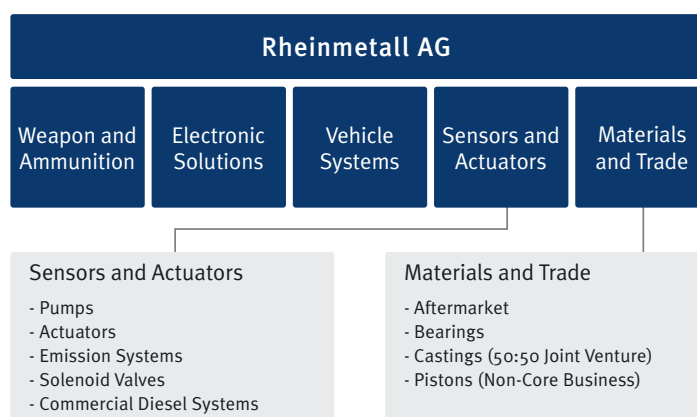 Rheinmetall AG
Weapon and
Ammunition
Electronic
Solutions
Vehicle
Systems
Sensors and
Actuators
Materials
and Trade
Sensors and Actuators
- Pumps
- Actuators
- Emission Systems
- Solenoid Valves
- Commercial Diesel Systems
Materials and Trade
- Aftermarket
- Bearings
- Castings (50:50 Joint Venture)
- Pistons (Non-Core Business)